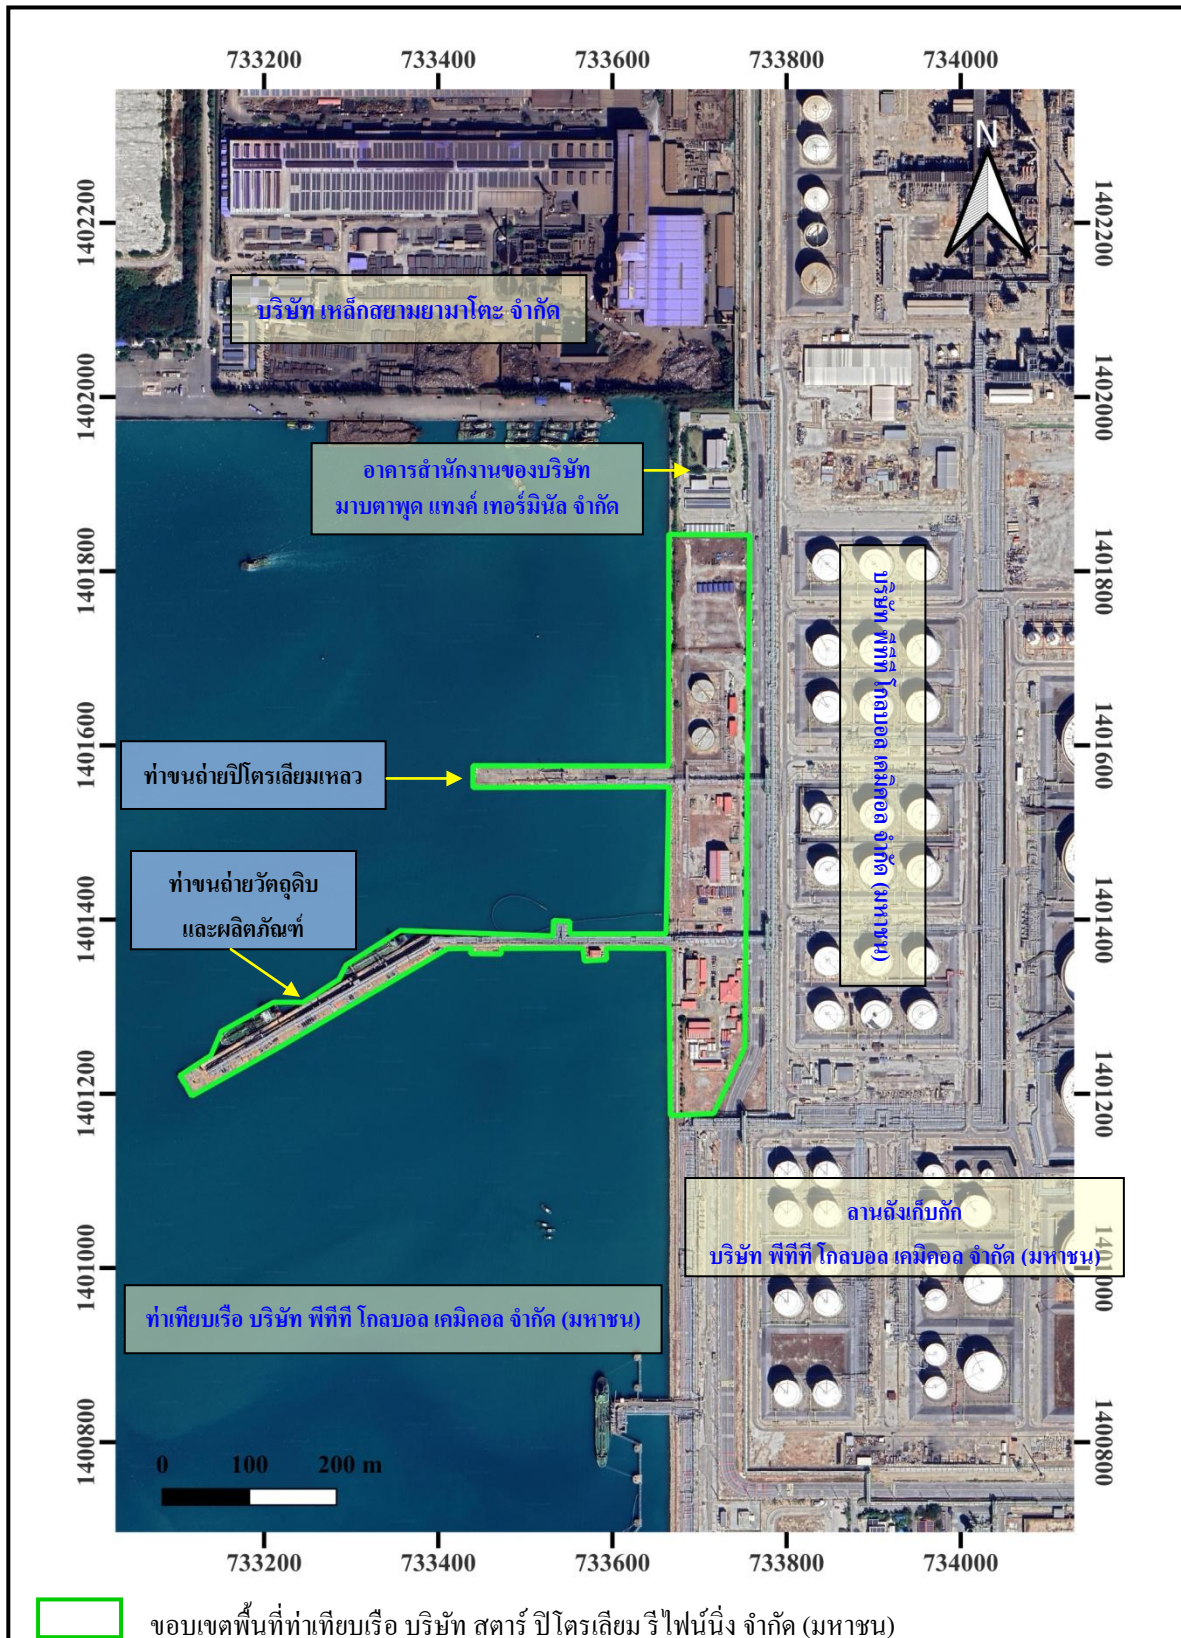 733200 733400 733600 733800 734000
N
1402200
1402200
บริษัท เหล็กสยามยามาโตะ จำกัด
1402000
1402000
อาคารสำนักงานของบริษัท
มาบตาพุด แทงค์ เทอร์มินัล จำกัด
1401800
1401800
บริษัท พีทีที โกลบอล เคมิคอล จำกัด (มหาชน)
1401600
1401600
ท่าขนถ่ายปิโตรเลียมเหลว
ท่าขนถ่ายวัตถุดิบ
และผลิตภัณฑ์
1401400
1401400
1401200
1401200
ลานถังเก็บกัก
บริษัท พีทีที โกลบอล เคมิคอล จำกัด (มหาชน)
1401000
1401000
ท่าเทียบเรือ บริษัท พีทีที โกลบอล เคมิคอล จำกัด (มหาชน)
1400800
1400800
0 100 200 m
733200 733400 733600 733800 734000
ขอบเขตพื้นที่ท่าเทียบเรือ บริษัท สตาร์ ปิโตรเลียม รีไฟน์นิ่ง จำกัด (มหาชน)